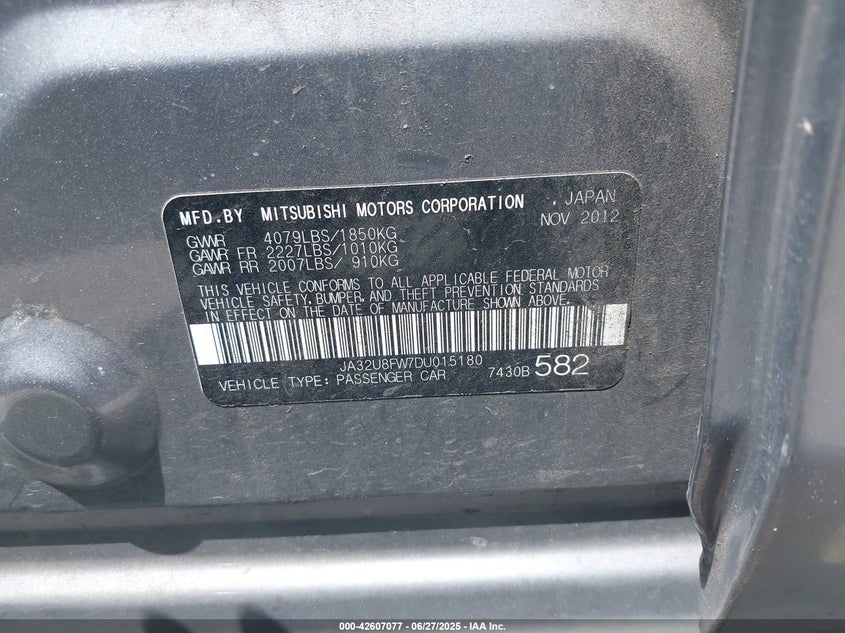 MFD.BY MITSUBISHI MOTORS CORPORATION , JAPAN
NOV 2012
GVWR 4079LBS/1850KG
GAWR FR 2227LBS/1010KG
GAWR RR 2007LBS/ 910KG
THIS VEHICLE CONFORMS TO ALL APPLICABLE FEDERAL MOTOR
VEHICLE SAFETY, BUMPER, AND THEFT PREVENTION STANDARDS
IN EFFECT ON THE DATE OF MANUFACTURE SHOWN ABOVE.
JA32U8FW7DU015180
VEHICLE TYPE: PASSENGER CAR 7430B 582
000-42607077 — 06/27/2025 — IAA Inc.